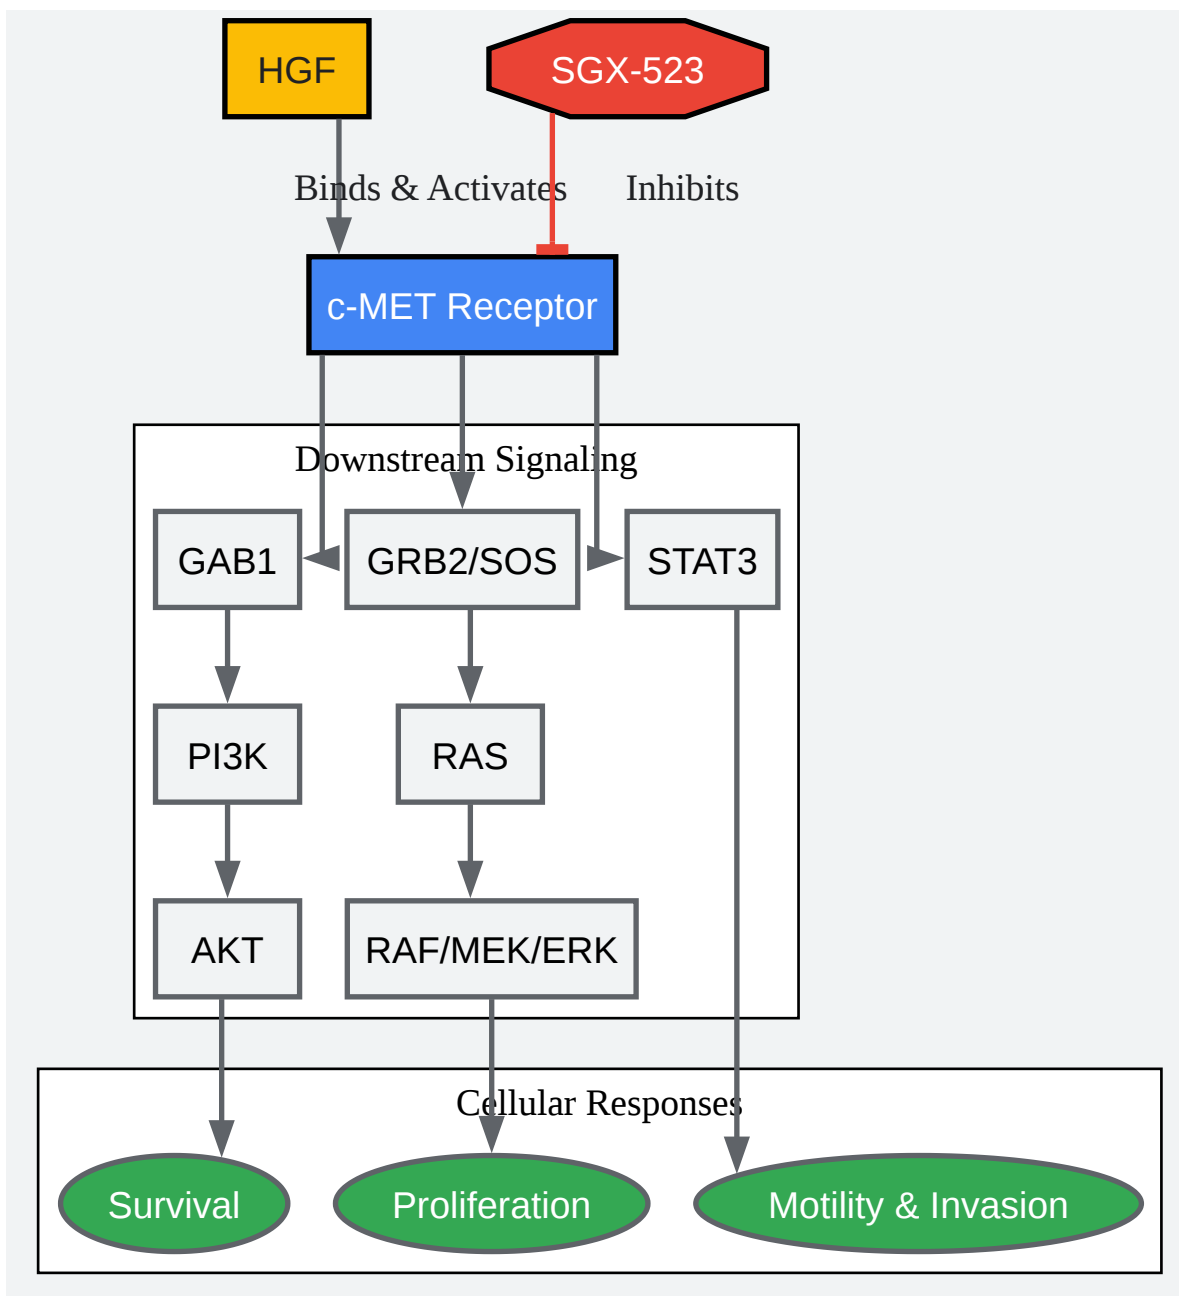 HGF
SGX-523
Binds & Activates
Inhibits
c-MET Receptor
Downstream Signaling
GAB1
GRB2/SOS
STAT3
PI3K
RAS
AKT
RAF/MEK/ERK
Cellular Responses
Survival
Proliferation
Motility & Invasion